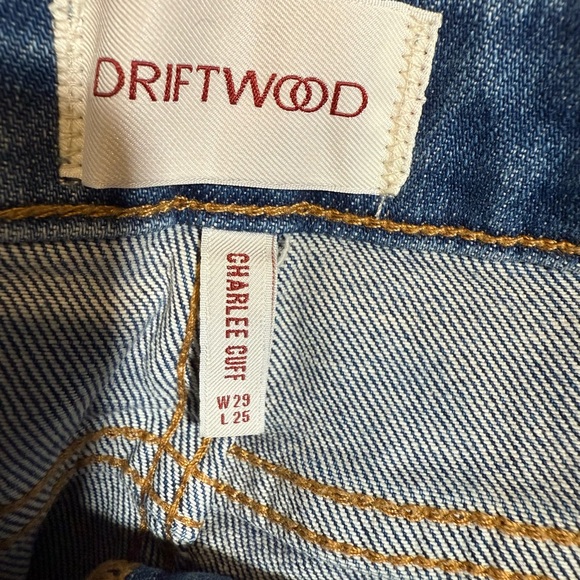 DRIFTWOOD
CHARLEE CUFF
W 29
L 25